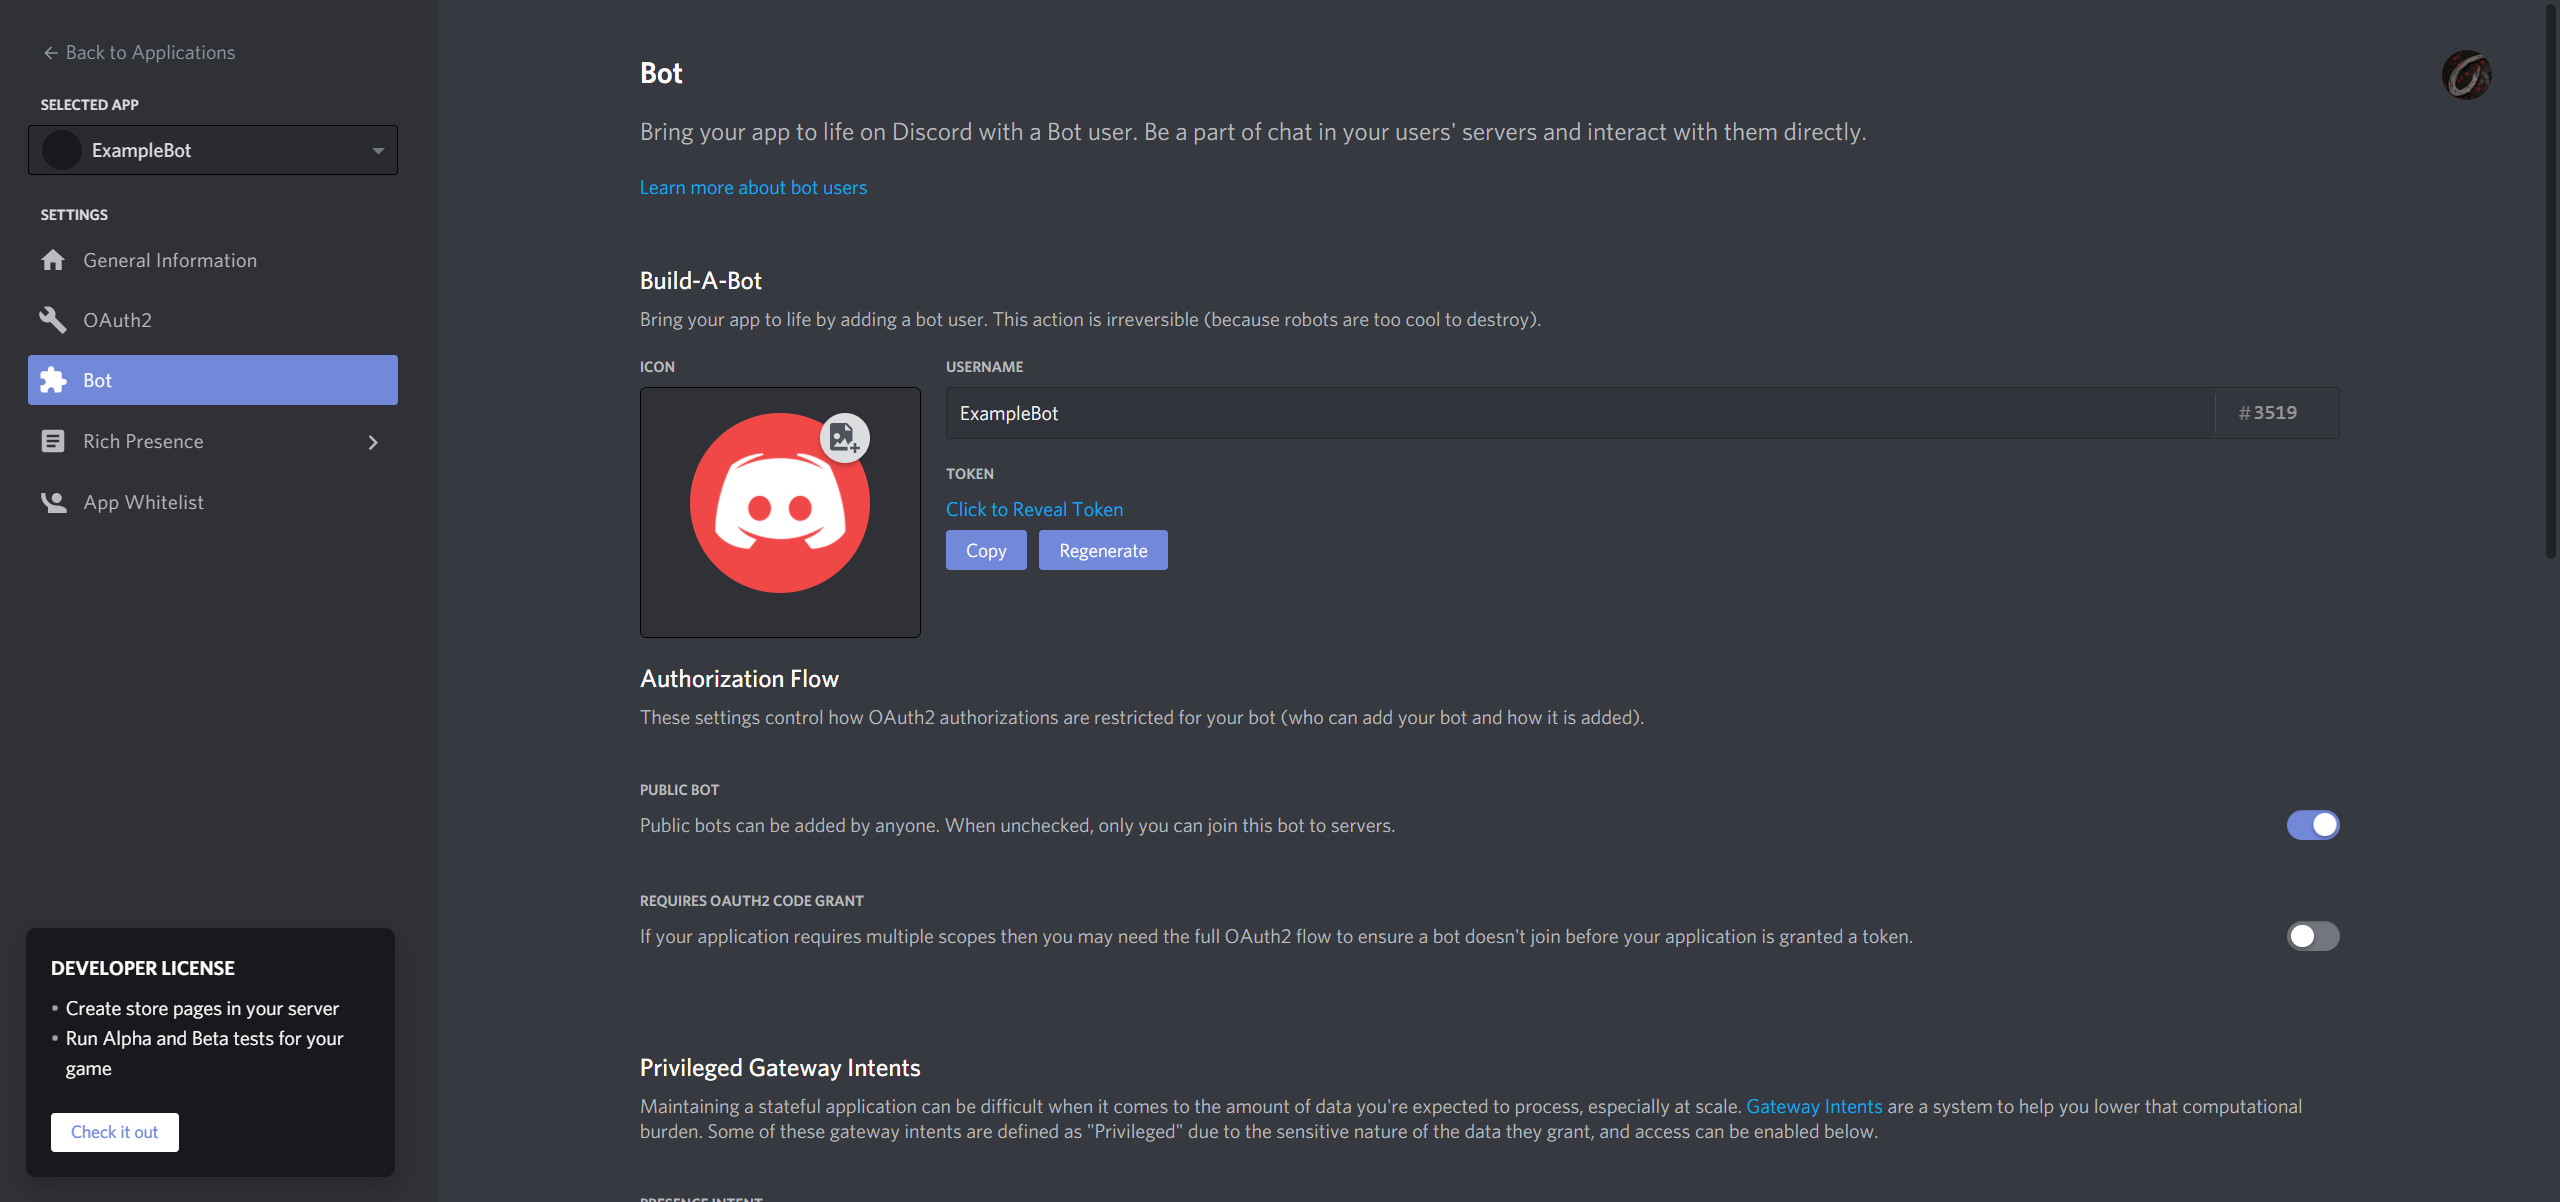 Back to Applications
SELECTED APP
ExampleBot
SETTINGS
General Information
OAuth2
Bot
Rich Presence
App Whitelist
DEVELOPER LICENSE
• Create store pages in your server
• Run Alpha and Beta tests for your
game
Check it out
Bot
Bring your app to life on Discord with a Bot user. Be a part of chat in your users' servers and interact with them directly.
Learn more about bot users
Build-A-Bot
Bring your app to life by adding a bot user. This action is irreversible (because robots are too cool to destroy).
ICON
USERNAME
ExampleBot #3519
TOKEN
Click to Reveal Token
Copy Regenerate
Authorization Flow
These settings control how OAuth2 authorizations are restricted for your bot (who can add your bot and how it is added).
PUBLIC BOT
Public bots can be added by anyone. When unchecked, only you can join this bot to servers.
REQUIRES OAUTH2 CODE GRANT
If your application requires multiple scopes then you may need the full OAuth2 flow to ensure a bot doesn't join before your application is granted a token.
Privileged Gateway Intents
Maintaining a stateful application can be difficult when it comes to the amount of data you're expected to process, especially at scale. Gateway Intents are a system to help you lower that computational
burden. Some of these gateway intents are defined as "Privileged" due to the sensitive nature of the data they grant, and access can be enabled below.
PRESENCE INTENT